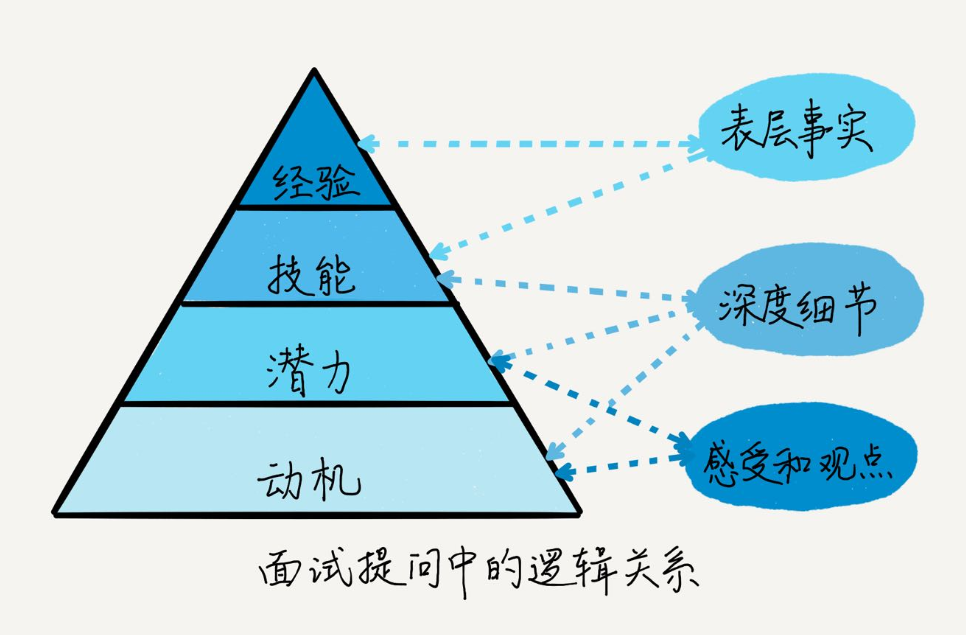 表层事实
经验
技能
深度细节
潜力
感受和观点
动机
面试提问中的逻辑关系